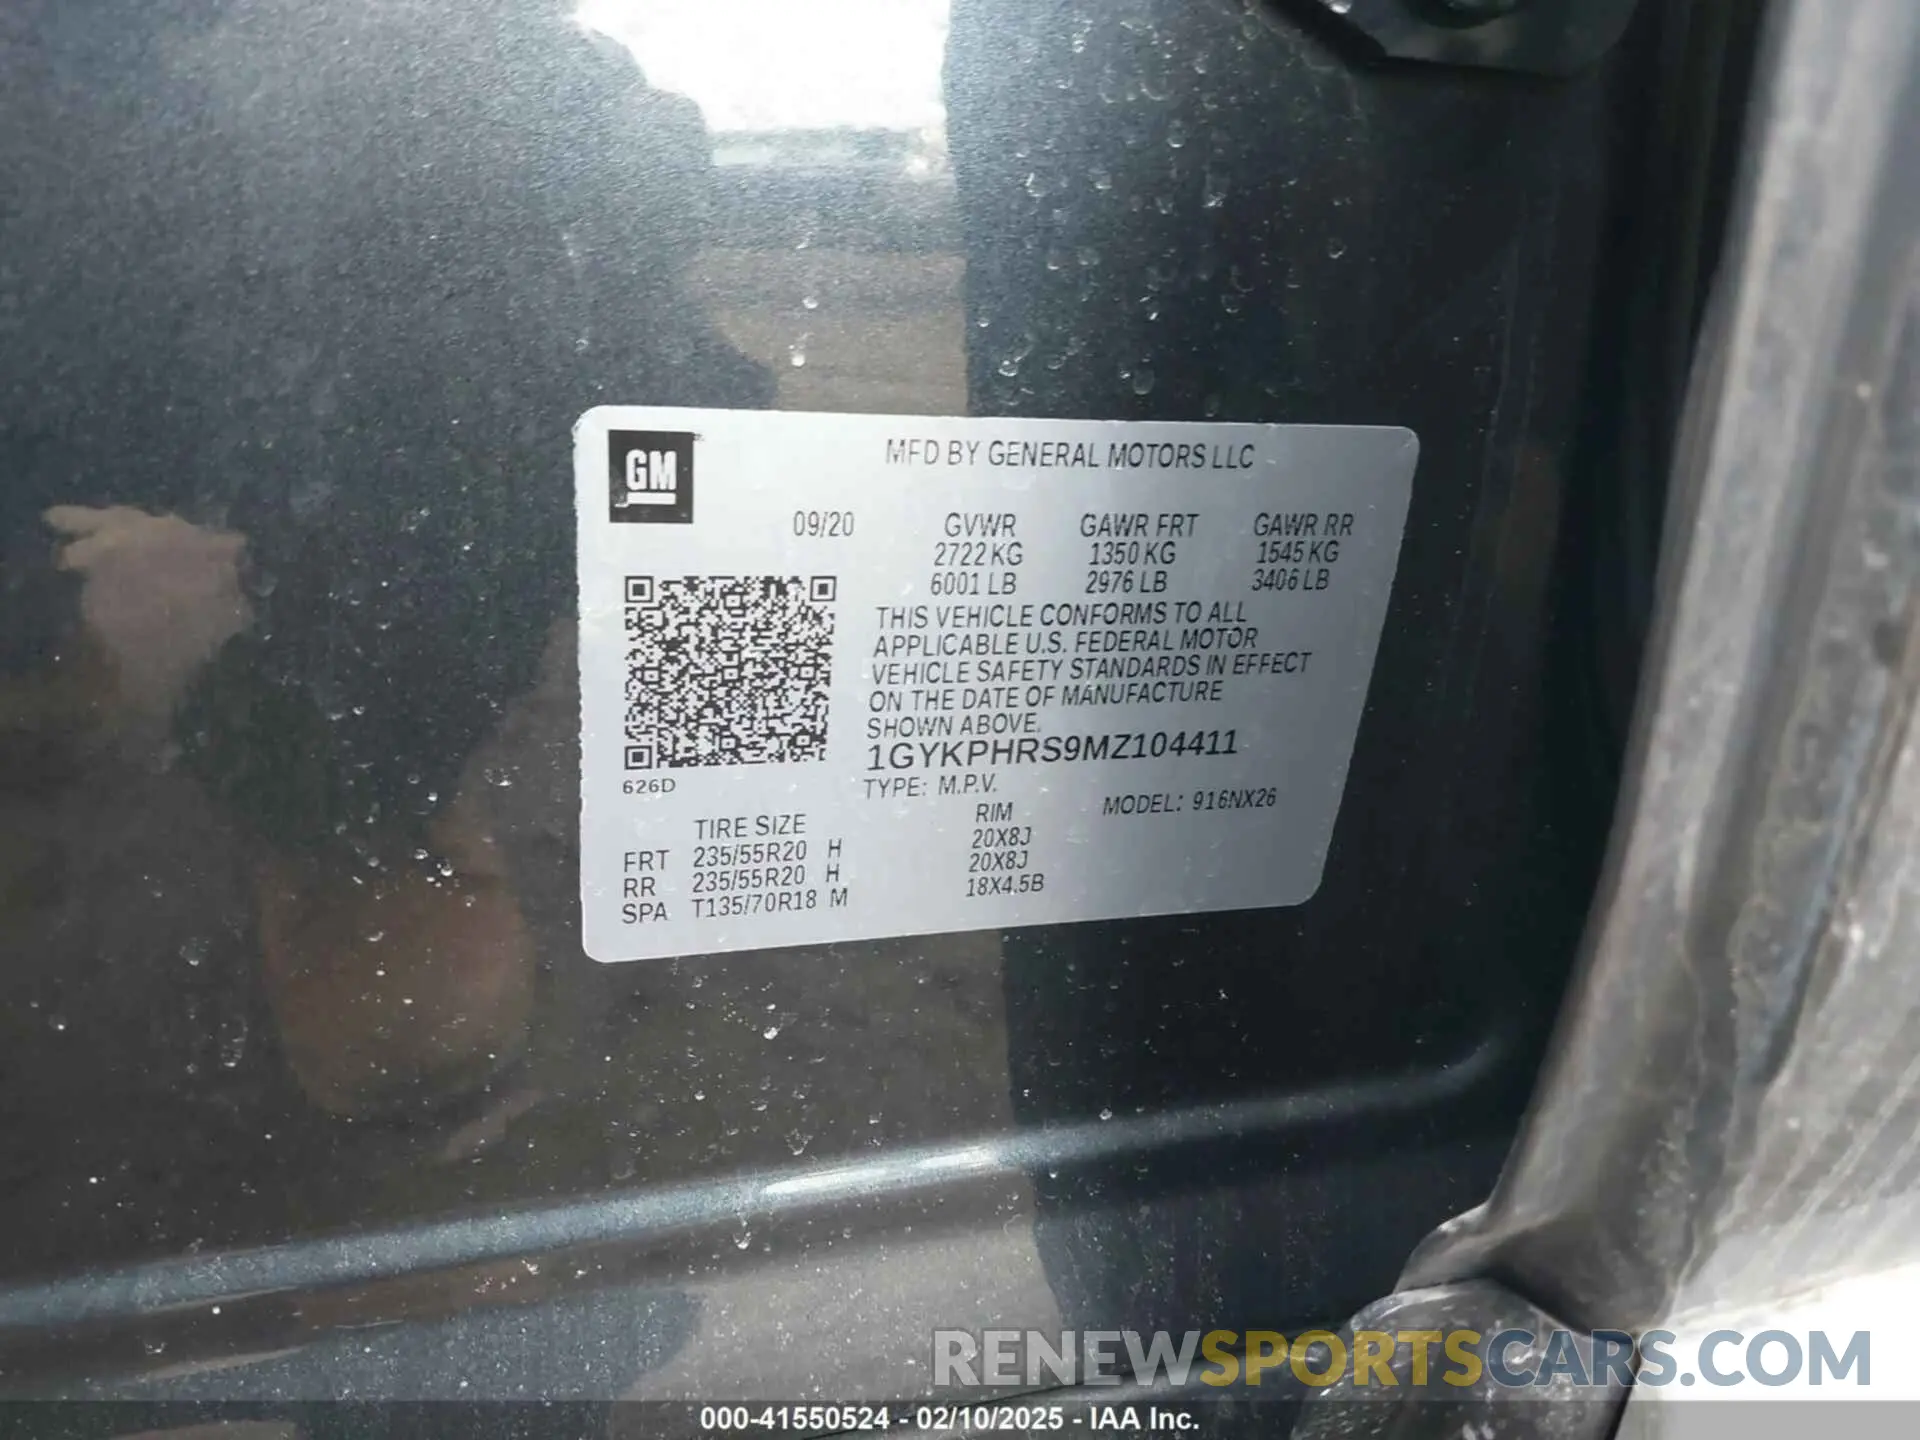 GM
MFD BY GENERAL MOTORS LLC
09/20 GVWR GAWR FRT GAWR RR
2722 KG 1350 KG 1545 KG
6001 LB 2976 LB 3406 LB
THIS VEHICLE CONFORMS TO ALL
APPLICABLE U.S. FEDERAL MOTOR
VEHICLE SAFETY STANDARDS IN EFFECT
ON THE DATE OF MANUFACTURE
SHOWN ABOVE.
1GYKPHRS9MZ104411
626D
TYPE: M.P.V. MODEL: 916NX26
TIRE SIZE RIM
FRT 235/55R20 H 20X8J
RR 235/55R20 H 20X8J
SPA T135/70R18 M 18X4.5B
RENEWSPORTSCARS.COM
000-41550524 - 02/10/2025 - IAA Inc.